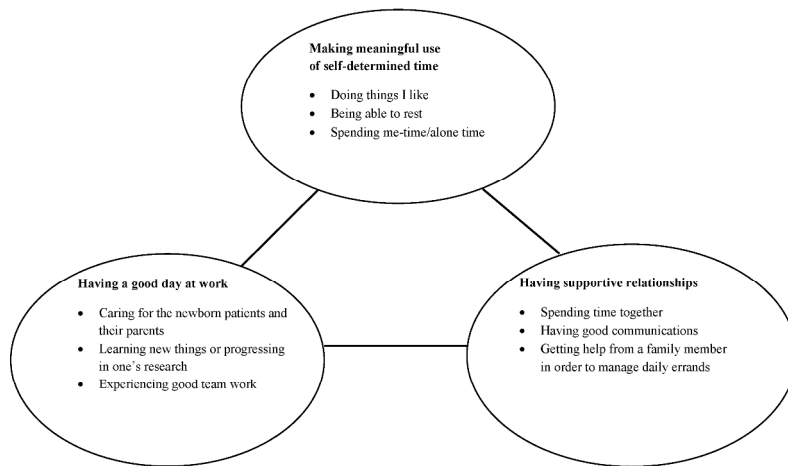 Making meaningful use
of self-determined time
• Doing things I like
• Being able to rest
• Spending me-time/alone time
Having a good day at work
• Caring for the newborn patients and
their parents
• Learning new things or progressing
in one's research
• Experiencing good team work
Having supportive relationships
• Spending time together
• Having good communications
• Getting help from a family member
in order to manage daily errands